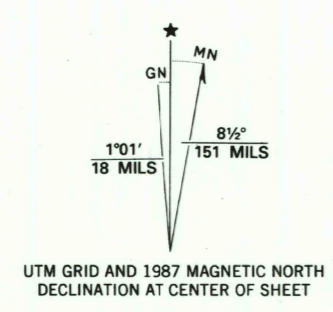 ★
MN
GN
8½°
151 MILS
1°01'
18 MILS
UTM GRID AND 1987 MAGNETIC NORTH
DECLINATION AT CENTER OF SHEET